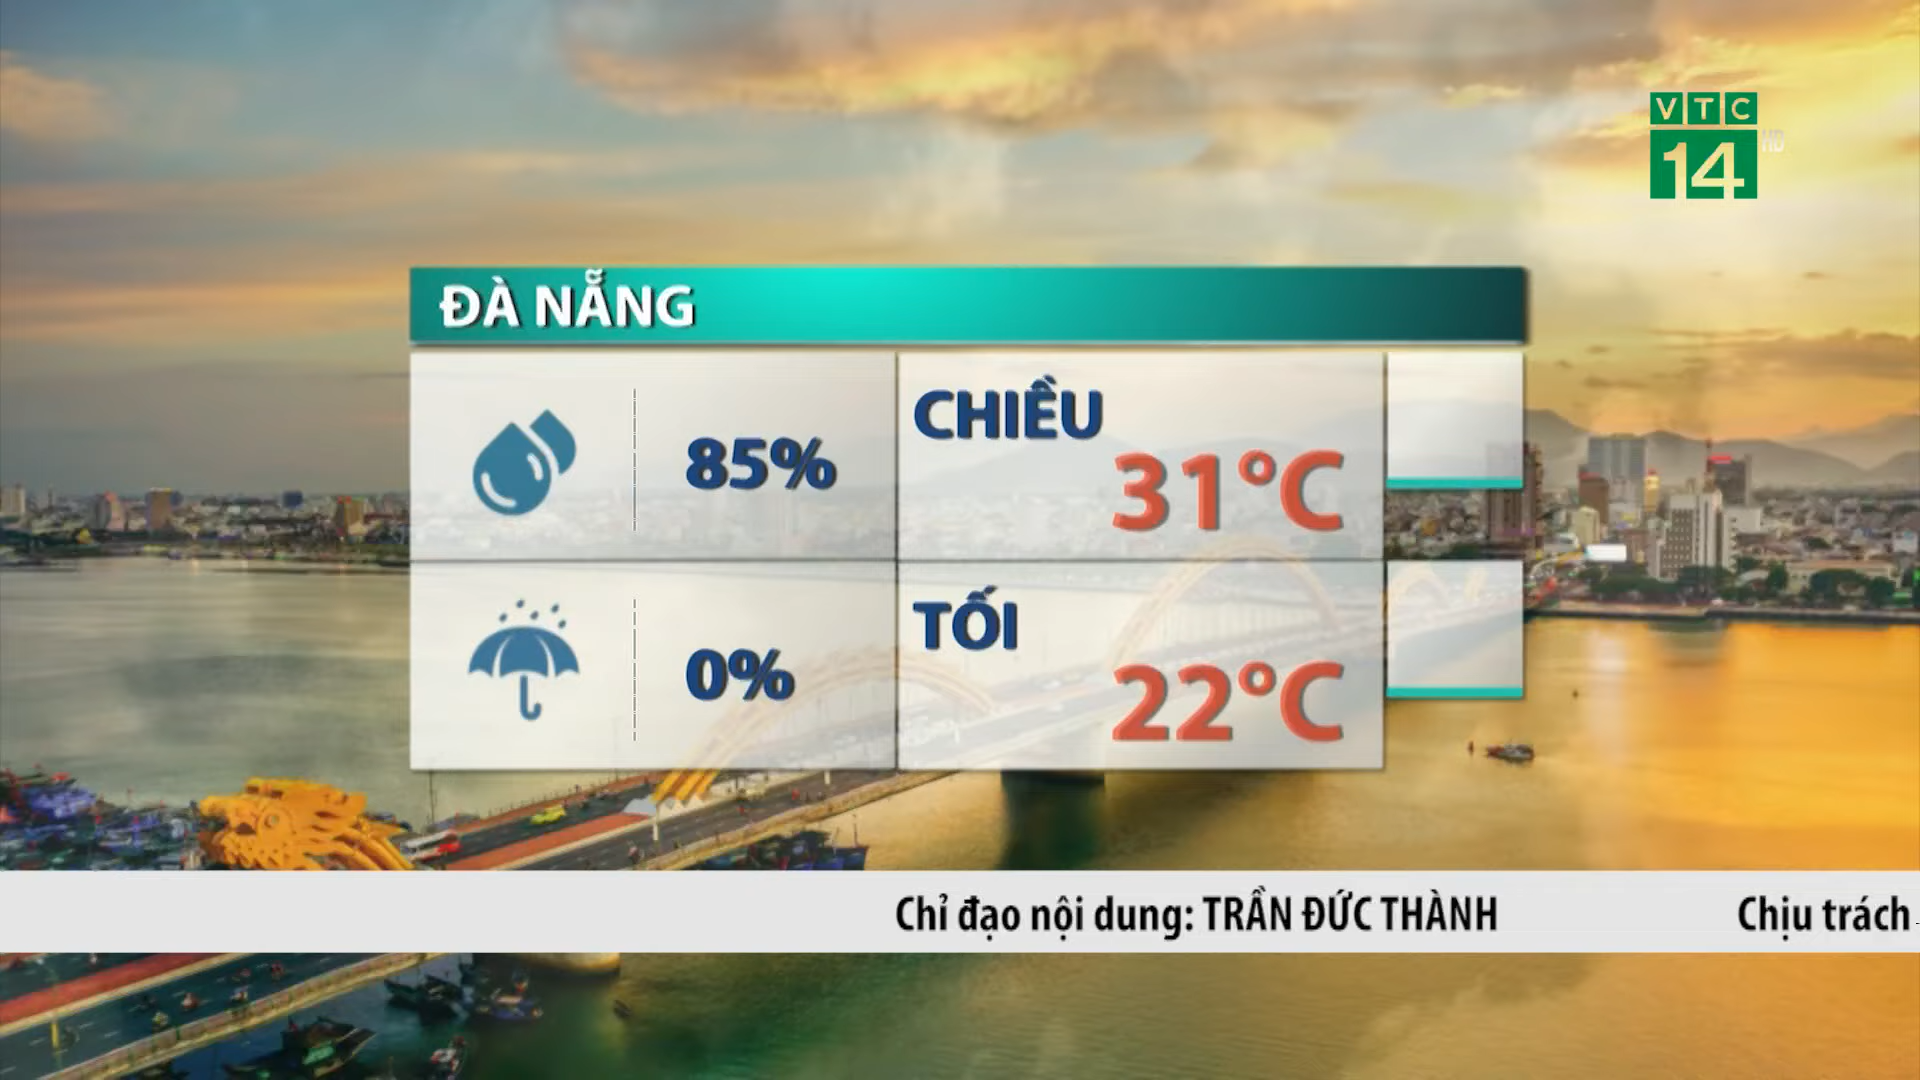 VTC
14
HD
ĐÀ NẴNG
85%
CHIỀU
31°C
0%
TỐI
22°C
Chỉ đạo nội dung: TRẦN ĐỨC THÀNH
Chịu trách